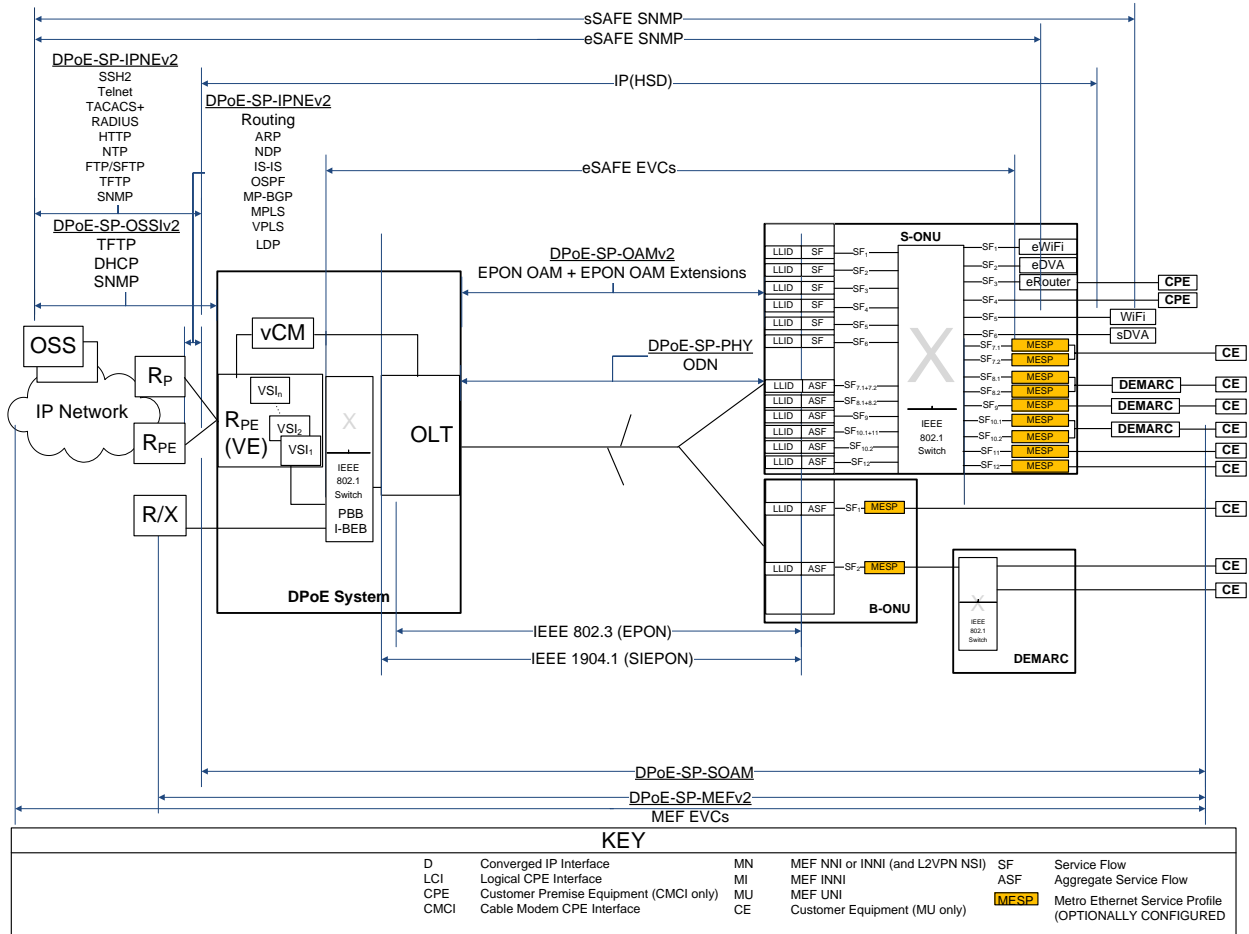 sSAFE SNMP
eSAFE SNMP
IP(HSD)
DPoE-SP-IPNEv2
SSH2
Telnet
TACACS+
RADIUS
HTTP
NTP
FTP/SFTP
TFTP
SNMP
DPoE-SP-OSSIv2
TFTP
DHCP
SNMP
DPoE-SP-IPNEv2
Routing
ARP
NDP
IS-IS
OSPF
MP-BGP
MPLS
VPLS
LDP
eSAFE EVCs
DPoE-SP-OAMv2
EPON OAM + EPON OAM Extensions
DPoE-SP-PHY
ODN
OSS
IP Network
RP
RPE
R/X
vCM
RPE
(VE)
VSIn
VSI2
VSI1
X
IEEE
802.1
Switch
PBB
I-BEB
OLT
DPoE System
S-ONU
LLID SF SF1
LLID SF SF2
LLID SF SF3
LLID SF SF4
LLID SF SF5
LLID SF SF6
LLID ASF SF7.1+7.2
LLID ASF SF8.1+8.2
LLID ASF SF9
LLID ASF SF10.1+11
LLID ASF SF10.2
LLID ASF SF12
X
IEEE
802.1
Switch
SF1 eWiFi
SF2 eDVA
SF3 eRouter CPE
SF4 CPE
SF5 WiFi
SF6 sDVA
SF7.1 MESP CE
SF7.2 MESP
SF8.1 MESP
SF8.2 MESP DEMARC CE
SF9 MESP DEMARC CE
SF10.1 MESP DEMARC CE
SF10.2 MESP
SF11 MESP CE
SF12 MESP CE
LLID ASF SF1 MESP CE
LLID ASF SF2 MESP CE
CE
B-ONU
X
IEEE
802.1
Switch
DEMARC
IEEE 802.3 (EPON)
IEEE 1904.1 (SIEPON)
DPoE-SP-SOAM
DPoE-SP-MEFv2
MEF EVCs
KEY
D Converged IP Interface
LCI Logical CPE Interface
CPE Customer Premise Equipment (CMCI only)
CMCI Cable Modem CPE Interface
MN MEF NNI or INNI (and L2VPN NSI)
MI MEF INNI
MU MEF UNI
CE Customer Equipment (MU only)
SF Service Flow
ASF Aggregate Service Flow
MESP Metro Ethernet Service Profile
(OPTIONALLY CONFIGURED